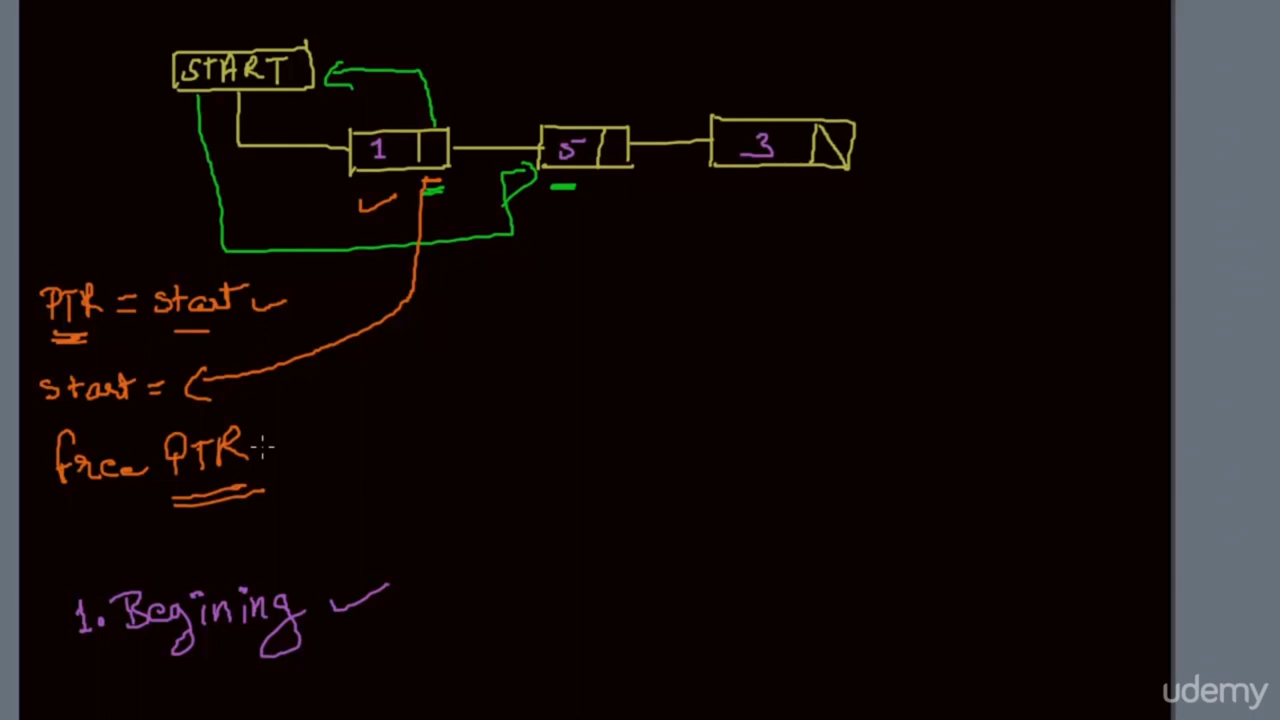 START
1 5 3
PTR = start
start =
free PTR
1. Begining
udemy